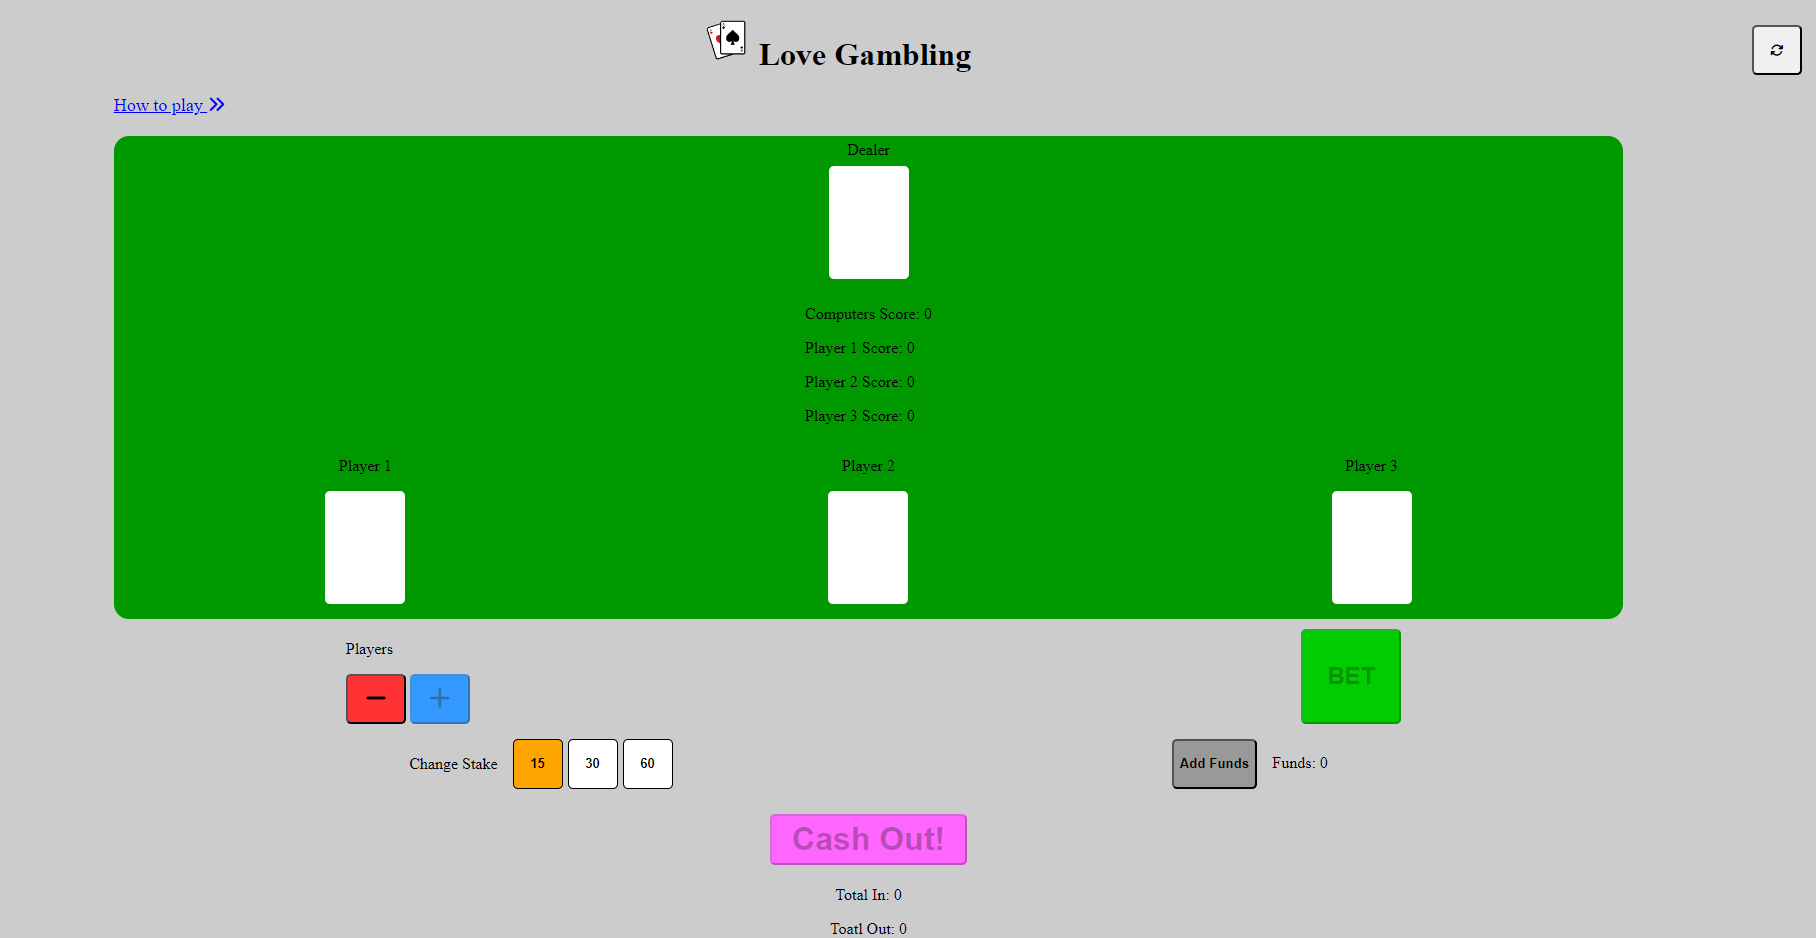 Love Gambling
How to play
Dealer
Computers Score: 0
Player 1 Score: 0
Player 2 Score: 0
Player 3 Score: 0
Player 1
Player 2
Player 3
Players
BET
Change Stake
15
30
60
Add Funds
Funds: 0
Cash Out!
Total In: 0
Toatl Out: 0